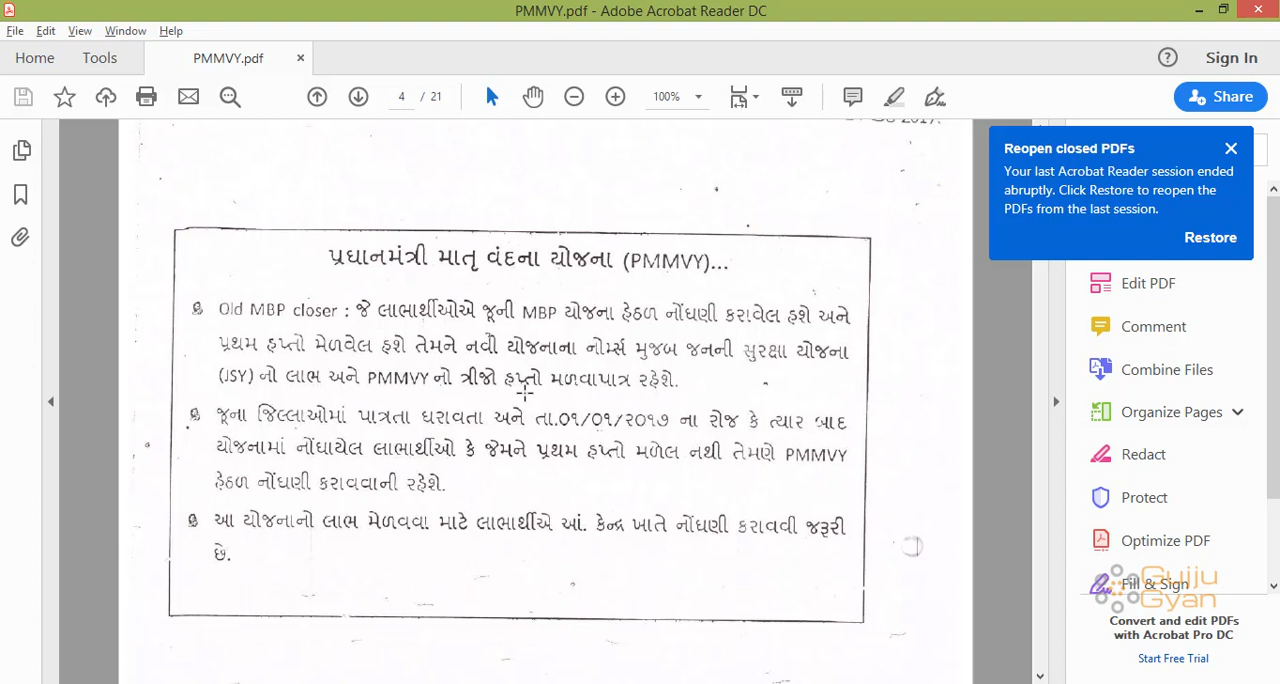 PMMVY.pdf - Adobe Acrobat Reader DC
File Edit View Window Help
Home Tools PMMVY.pdf Sign In
4 / 21 100% Share
Reopen closed PDFs
Your last Acrobat Reader session ended
abruptly. Click Restore to reopen the
PDFs from the last session.
Restore
2017.
પ્રધાનમંત્રી માતૃ વંદના યોજના (PMMVY)...
Old MBP closer : જે લાભાર્થીઓએ જૂની MBP યોજના હેઠળ નોંધણી કરાવેલ હશે અને
પ્રથમ હપ્તો મેળવેલ હશે તેમને નવી યોજનાના નોર્મ્સ મુજબ જનની સુરક્ષા યોજના
(JSY) નો લાભ અને PMMVY નો ત્રીજો હપ્તો મળવાપાત્ર રહેશે.
જૂના જિલ્લાઓમાં પાત્રતા ધરાવતા અને તા.૦૧/૦૧/૨૦૧૭ ના રોજ કે ત્યાર બાદ
યોજનામાં નોંધાયેલ લાભાર્થીઓ કે જેમને પ્રથમ હપ્તો મળેલ નથી તેમણે PMMVY
હેઠળ નોંધણી કરાવવાની રહેશે.
આ યોજનાનો લાભ મેળવવા માટે લાભાર્થીએ આં. કેન્દ્ર ખાતે નોંધણી કરાવવી જરૂરી
છે.
Edit PDF
Comment
Combine Files
Organize Pages
Redact
Protect
Optimize PDF
Fill & Sign
Gujju
Gyan
Convert and edit PDFs
with Acrobat Pro DC
Start Free Trial